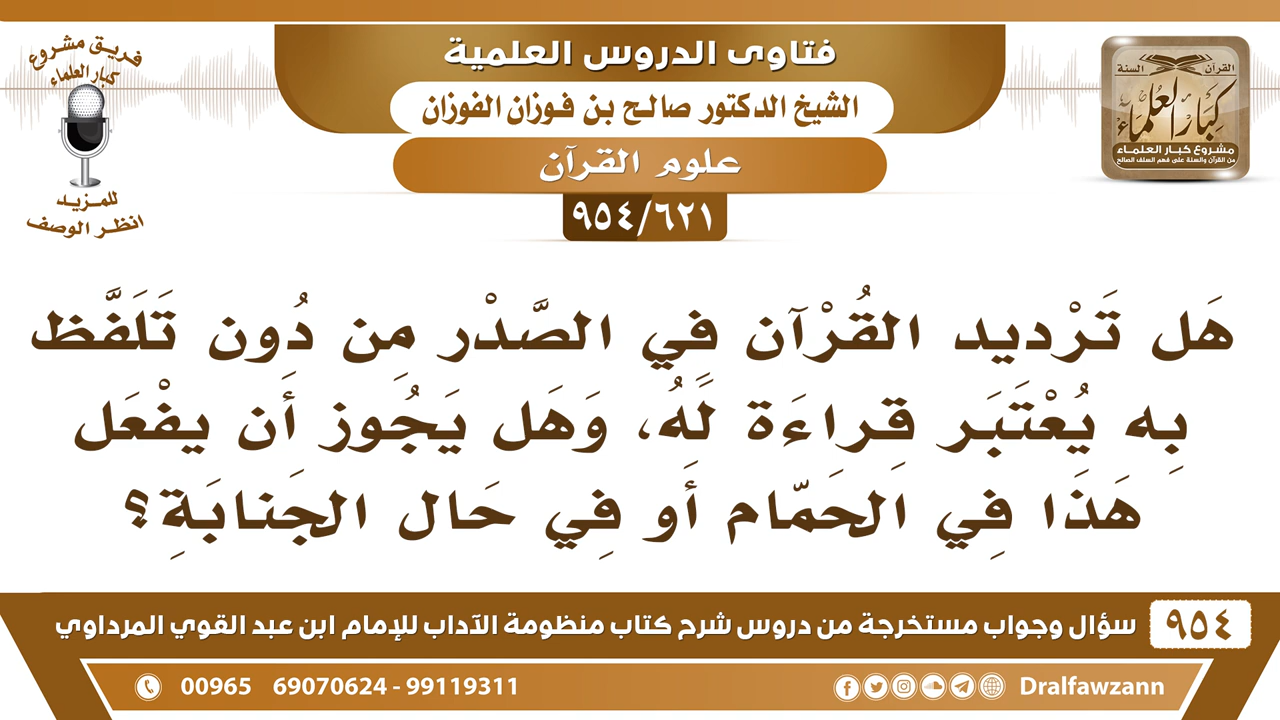 فتاوى الدروس العلمية
الشيخ الدكتور صالح بن فوزان الفوزان
علوم القرآن
٩٥٤/٦٢١
فريق مشروع
كبار العلماء
للمزيد
انظر الوصف
القرآن السنة
كبار العلماء
مشروع كبار العلماء
من القرآن والسنة على فهم السلف الصالح
هَل تَرْديد القُرْآن في الصَّدْر مِن دُون تَلَفَّظ
بِه يُعْتَبَر قراءَة لَهُ، وَهَل يَجُوز أَن يفْعَل
هَذَا فِي الحَمّام أَو فِي حَال الجَنابَةِ؟
٩٥٤ سؤال وجواب مستخرجة من دروس شرح كتاب منظومة الآداب للإمام ابن عبد القوي المرداوي
00965 69070624 - 99119311
Dralfawzann